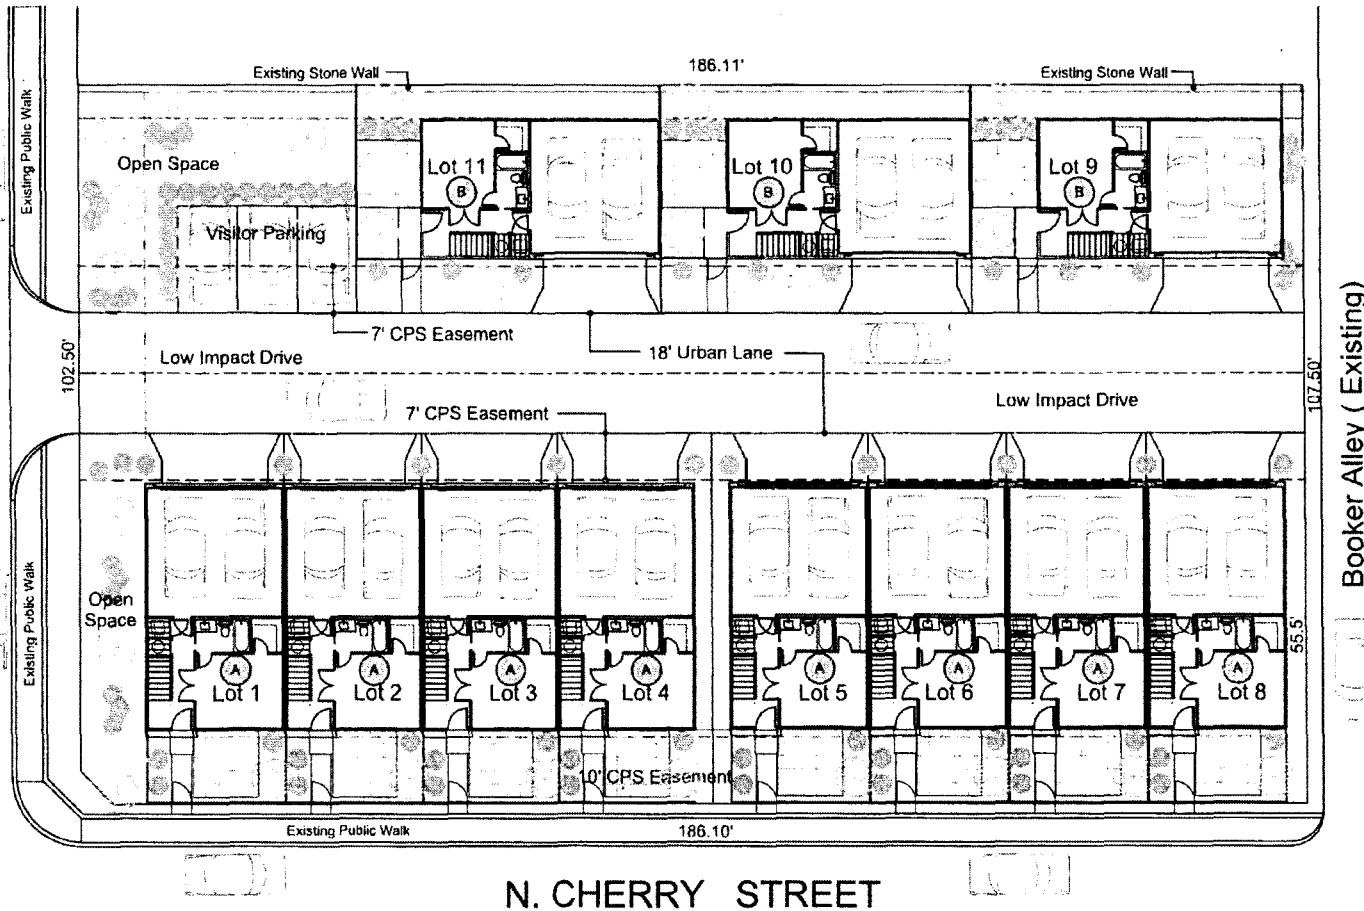 186.11'
Existing Stone Wall
Existing Stone Wall
Existing Public Walk
Open Space
Lot 11
B
Lot 10
B
Lot 9
B
Visitor Parking
7' CPS Easement
18' Urban Lane
Low Impact Drive
102.50'
7' CPS Easement
Low Impact Drive
107.50'
Booker Alley ( Existing)
Existing Public Walk
Open
Space
55.5'
A
Lot 1
A
Lot 2
A
Lot 3
A
Lot 4
A
Lot 5
A
Lot 6
A
Lot 7
A
Lot 8
10' CPS Easement
Existing Public Walk
186.10'
N. CHERRY STREET